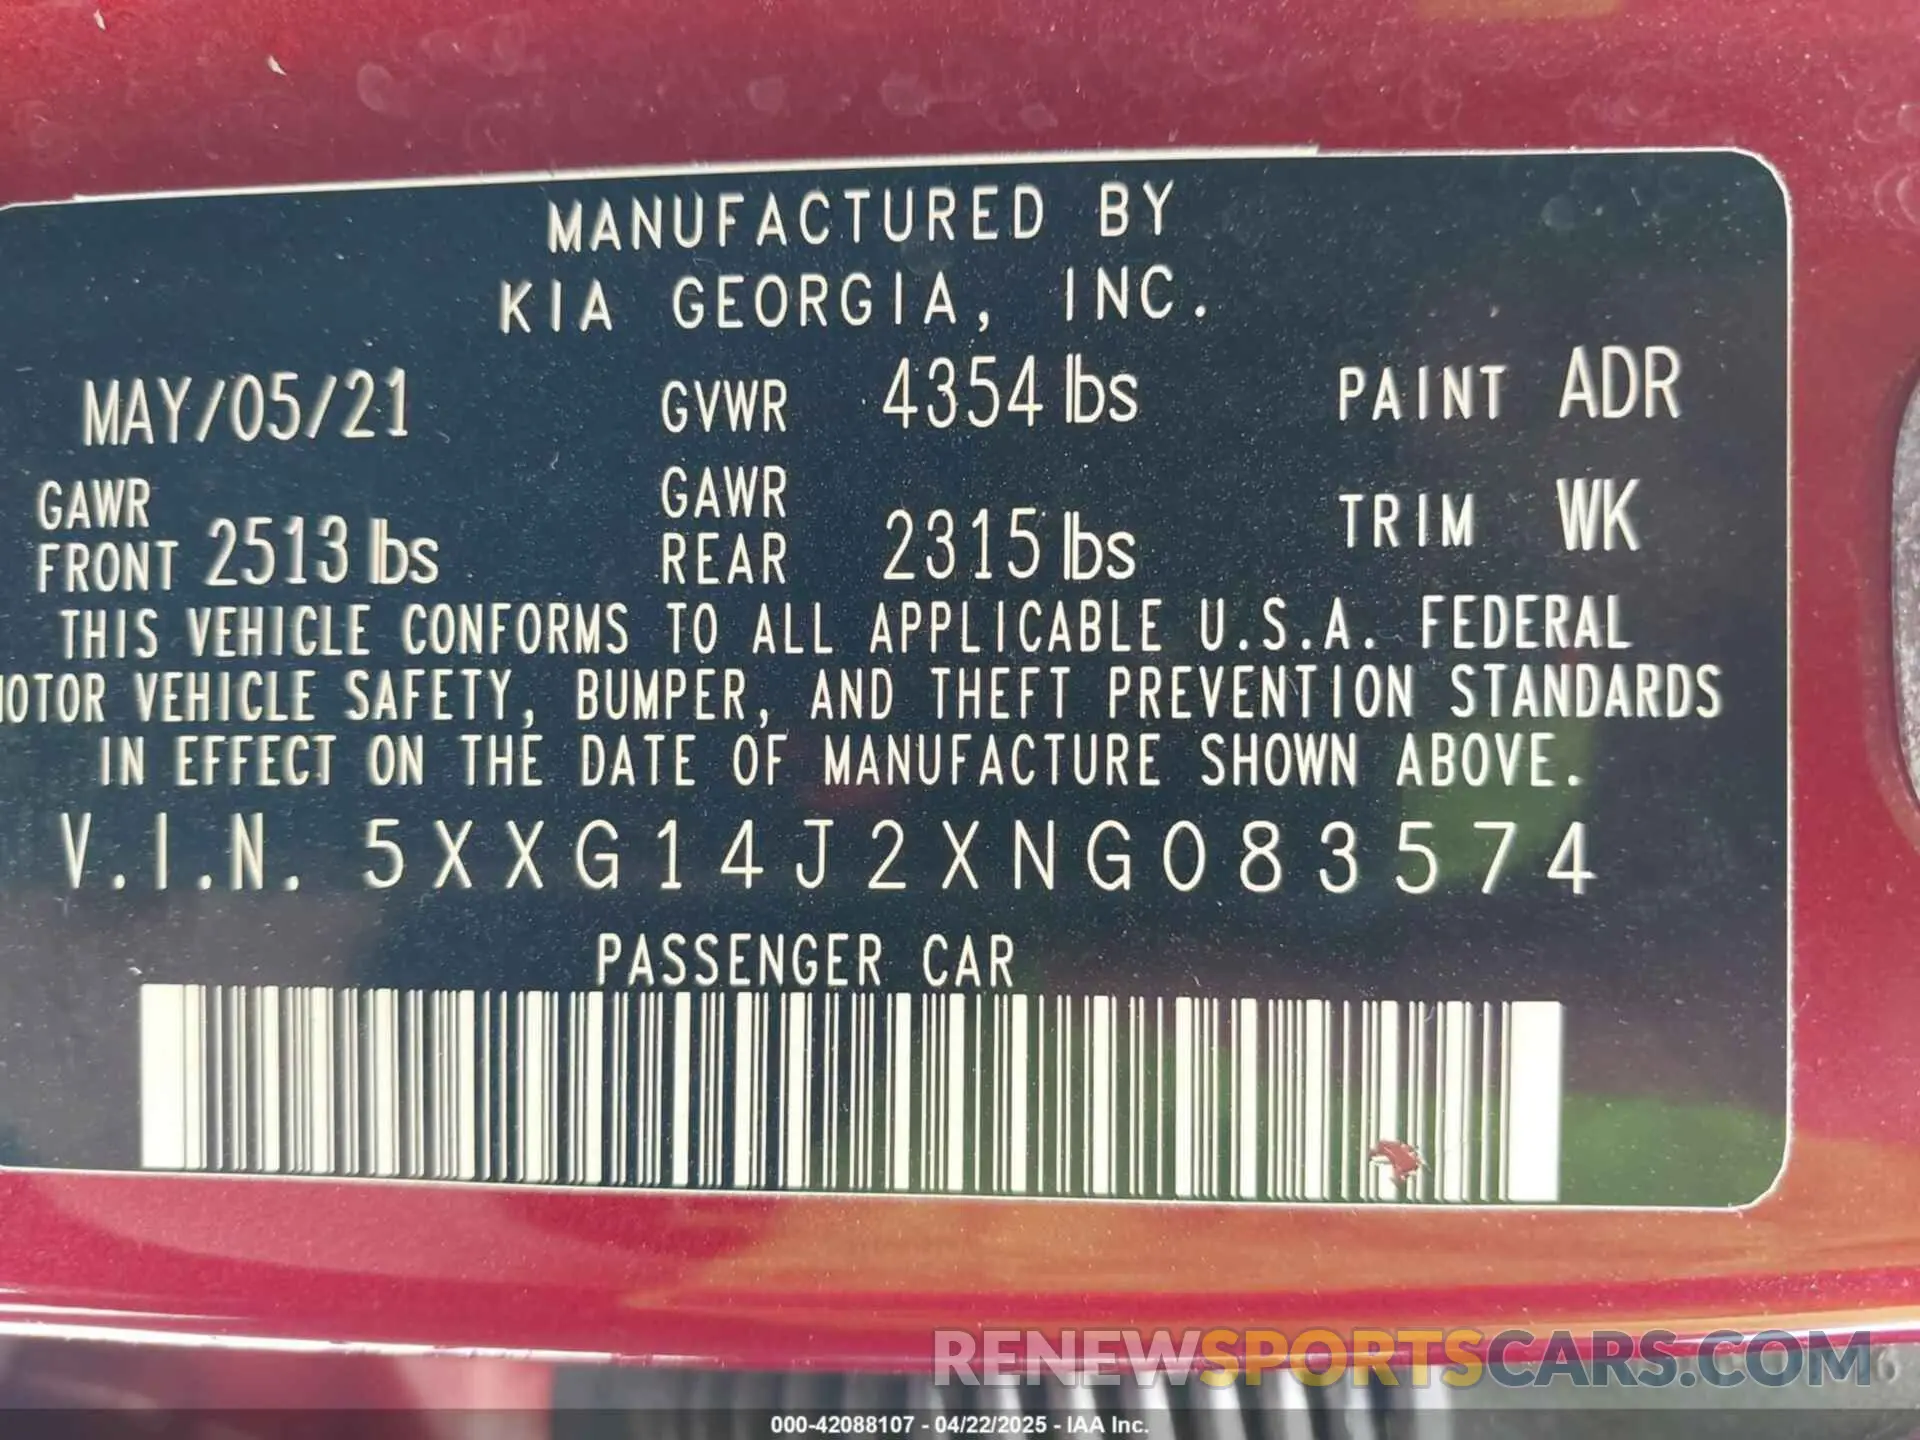 MANUFACTURED BY
KIA GEORGIA, INC.
MAY/05/21 GVWR 4354 lbs PAINT ADR
GAWR FRONT 2513 lbs GAWR REAR 2315 lbs TRIM WK
THIS VEHICLE CONFORMS TO ALL APPLICABLE U.S.A. FEDERAL
MOTOR VEHICLE SAFETY, BUMPER, AND THEFT PREVENTION STANDARDS
IN EFFECT ON THE DATE OF MANUFACTURE SHOWN ABOVE.
V.I.N. 5XXG14J2XNG083574
PASSENGER CAR
RENEWSPORTSCARS.COM
000-42088107 - 04/22/2025 - IAA Inc.